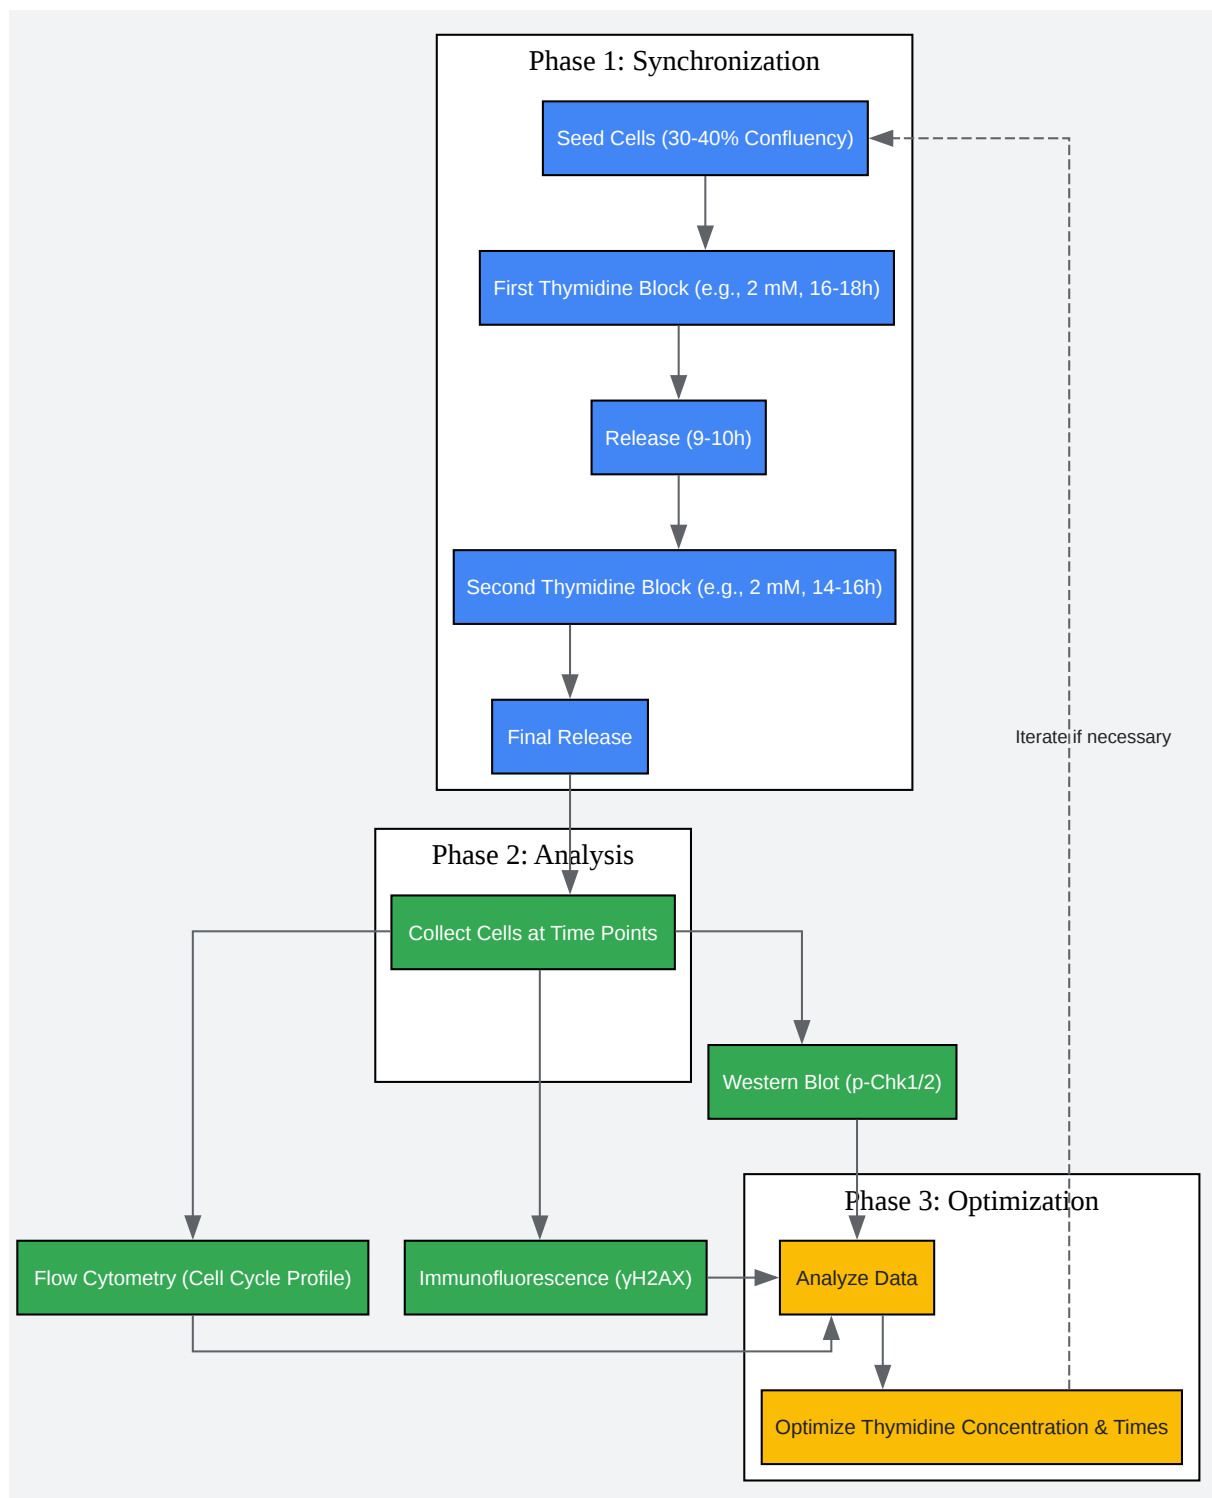 Phase 1: Synchronization
Seed Cells (30-40% Confluency)
First Thymidine Block (e.g., 2 mM, 16-18h)
Release (9-10h)
Second Thymidine Block (e.g., 2 mM, 14-16h)
Final Release
Iterate if necessary
Phase 2: Analysis
Collect Cells at Time Points
Western Blot (p-Chk1/2)
Phase 3: Optimization
Flow Cytometry (Cell Cycle Profile)
Immunofluorescence (γH2AX)
Analyze Data
Optimize Thymidine Concentration & Times